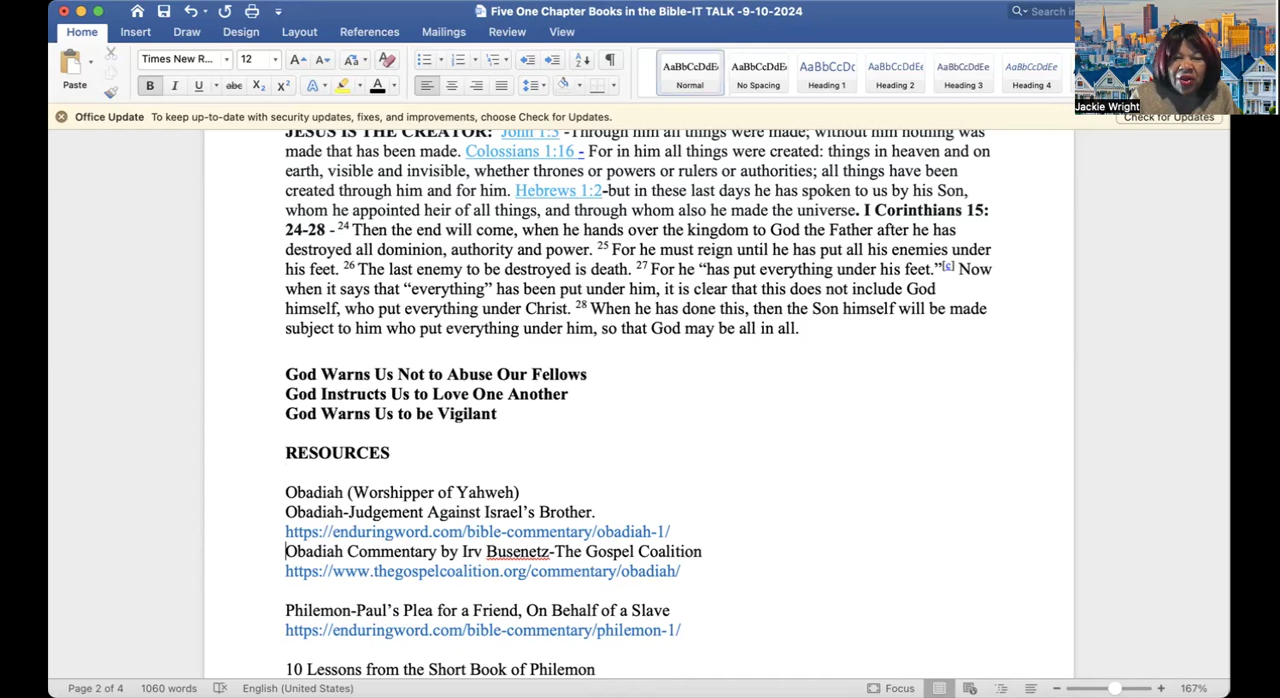 Five One Chapter Books in the Bible-IT TALK -9-10-2024
Search in
Home Insert Draw Design Layout References Mailings Review View
Paste
Times New R... 12
AaBbCcDdE AaBbCcDdE AaBbCcDc AaBbCcDdEe AaBbCcDdEe AaBbCcDdEe
Normal No Spacing Heading 1 Heading 2 Heading 3 Heading 4
Jackie Wright
Office Update To keep up-to-date with security updates, fixes, and improvements, choose Check for Updates.
Check for Updates
JESUS IS THE CREATOR: John 1:3 -Through him all things were made; without him nothing was
made that has been made. Colossians 1:16 - For in him all things were created: things in heaven and on
earth, visible and invisible, whether thrones or powers or rulers or authorities; all things have been
created through him and for him. Hebrews 1:2-but in these last days he has spoken to us by his Son,
whom he appointed heir of all things, and through whom also he made the universe. I Corinthians 15:
24-28 - 24 Then the end will come, when he hands over the kingdom to God the Father after he has
destroyed all dominion, authority and power. 25 For he must reign until he has put all his enemies under
his feet. 26 The last enemy to be destroyed is death. 27 For he “has put everything under his feet.”[c] Now
when it says that “everything” has been put under him, it is clear that this does not include God
himself, who put everything under Christ. 28 When he has done this, then the Son himself will be made
subject to him who put everything under him, so that God may be all in all.
God Warns Us Not to Abuse Our Fellows
God Instructs Us to Love One Another
God Warns Us to be Vigilant
RESOURCES
Obadiah (Worshipper of Yahweh)
Obadiah-Judgement Against Israel’s Brother.
https://enduringword.com/bible-commentary/obadiah-1/
Obadiah Commentary by Irv Busenetz-The Gospel Coalition
https://www.thegospelcoalition.org/commentary/obadiah/
Philemon-Paul’s Plea for a Friend, On Behalf of a Slave
https://enduringword.com/bible-commentary/philemon-1/
10 Lessons from the Short Book of Philemon
Page 2 of 4 1060 words English (United States) Focus 167%